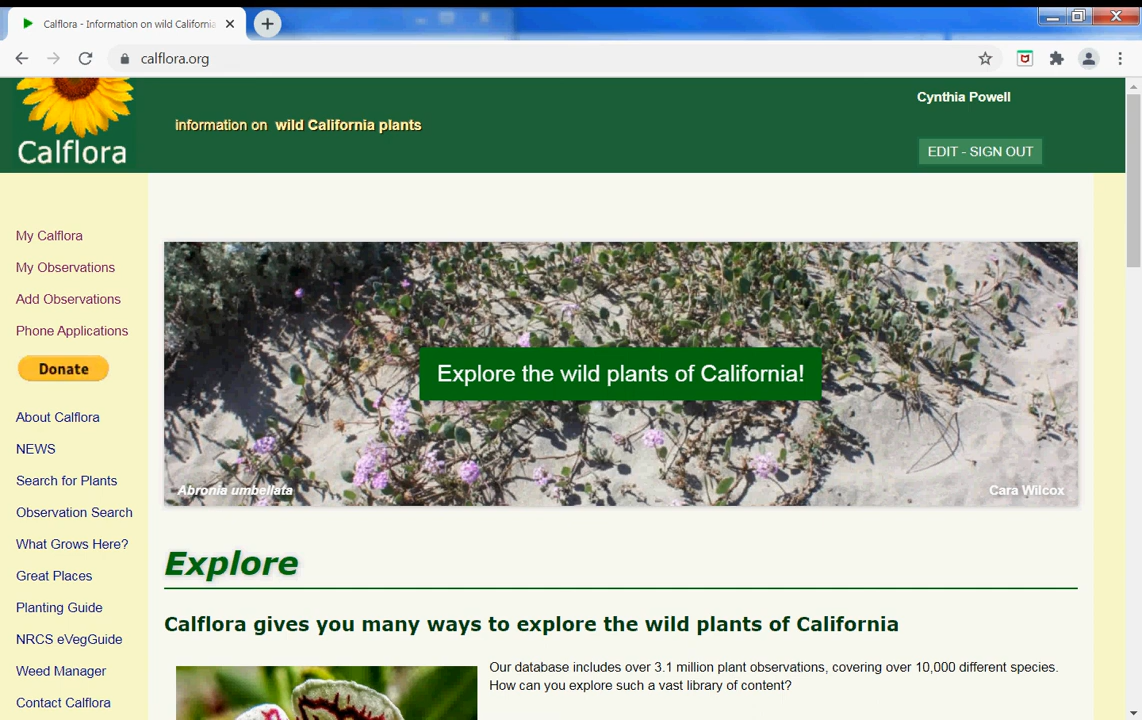 Calflora - Information on wild California
calflora.org
Calflora
information on wild California plants
Cynthia Powell
EDIT - SIGN OUT
My Calflora
My Observations
Add Observations
Phone Applications
Donate
About Calflora
NEWS
Search for Plants
Observation Search
What Grows Here?
Great Places
Planting Guide
NRCS eVegGuide
Weed Manager
Contact Calflora
Explore the wild plants of California!
Abronia umbellata
Cara Wilcox
Explore
Calflora gives you many ways to explore the wild plants of California
Our database includes over 3.1 million plant observations, covering over 10,000 different species.
How can you explore such a vast library of content?